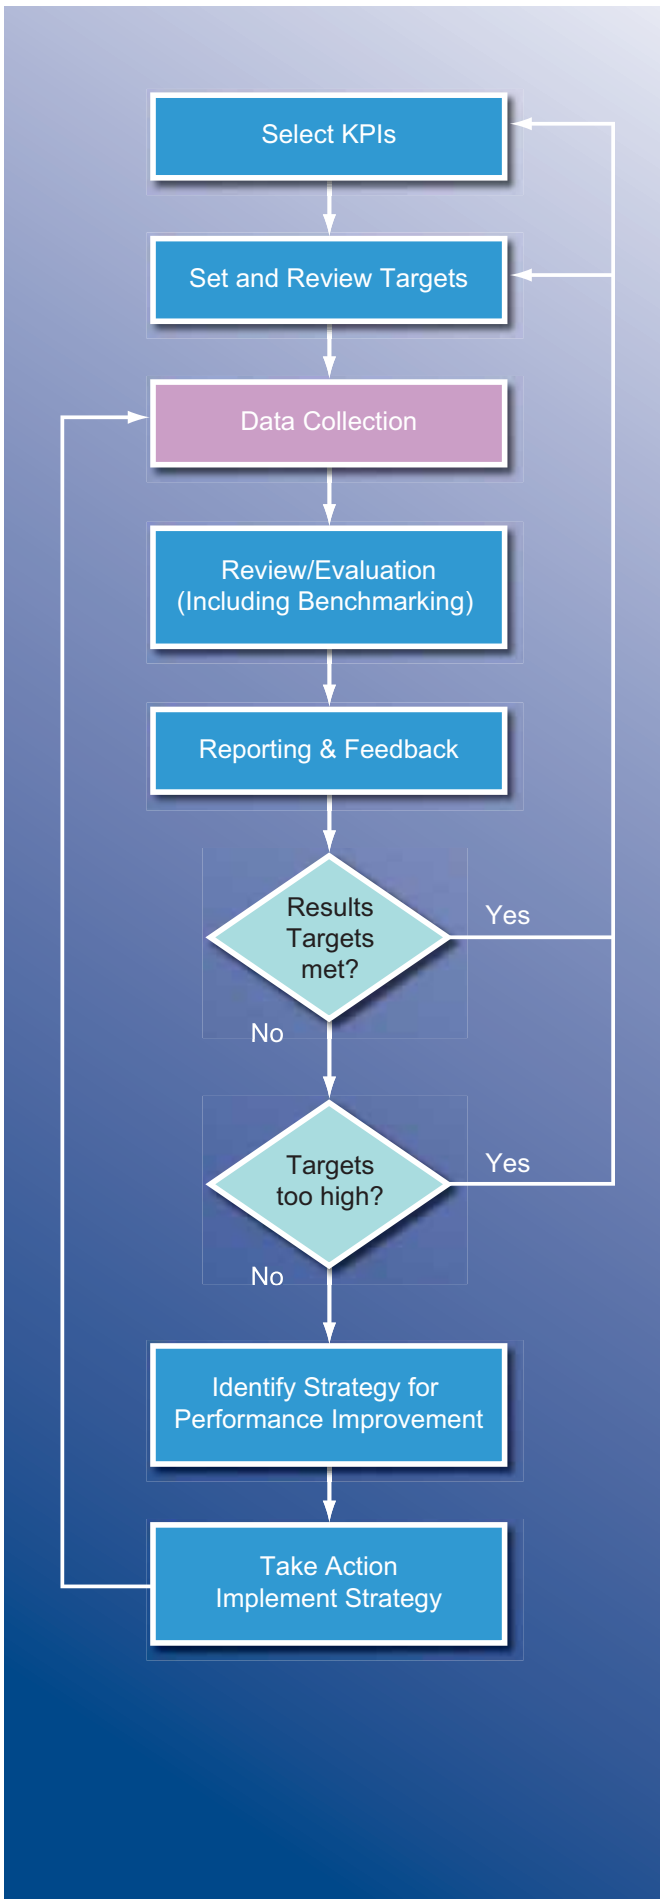 Select KPIs
Set and Review Targets
Data Collection
Review/Evaluation
(Including Benchmarking)
Reporting & Feedback
Results
Targets
met?
Yes
No
Targets
too high?
Yes
No
Identify Strategy for
Performance Improvement
Take Action
Implement Strategy